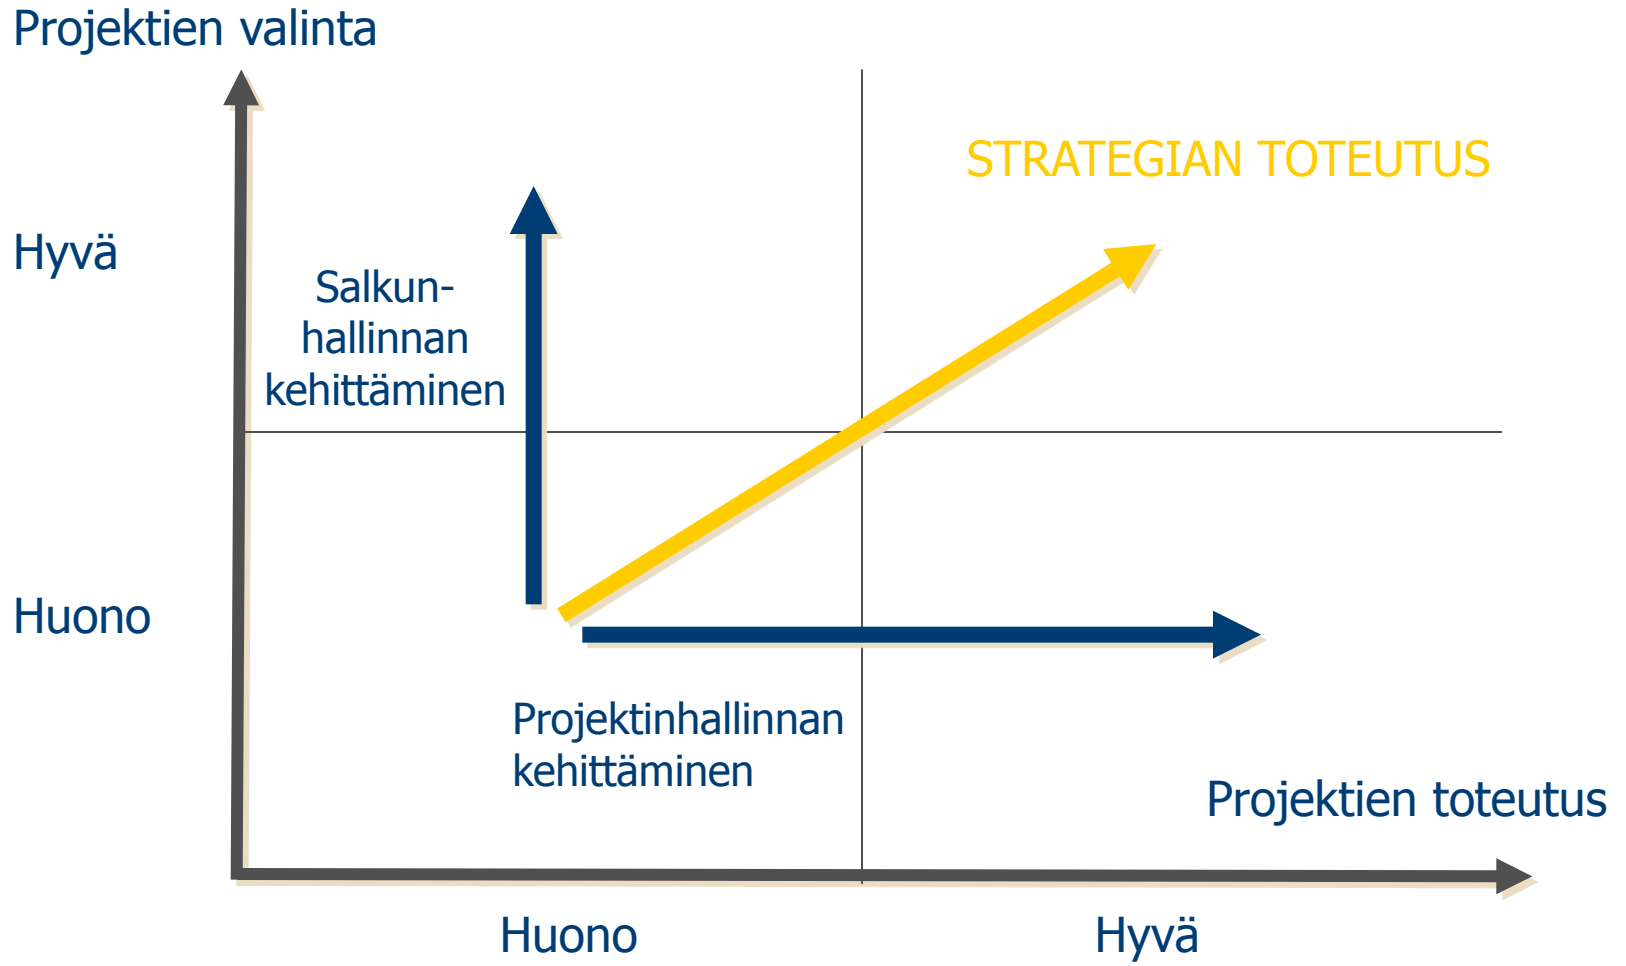 Projektien valinta
STRATEGIAN TOTEUTUS
Hyvä
Salkun-
hallinnan
kehittäminen
Huono
Projektinhallinnan
kehittäminen
Projektien toteutus
Huono
Hyvä